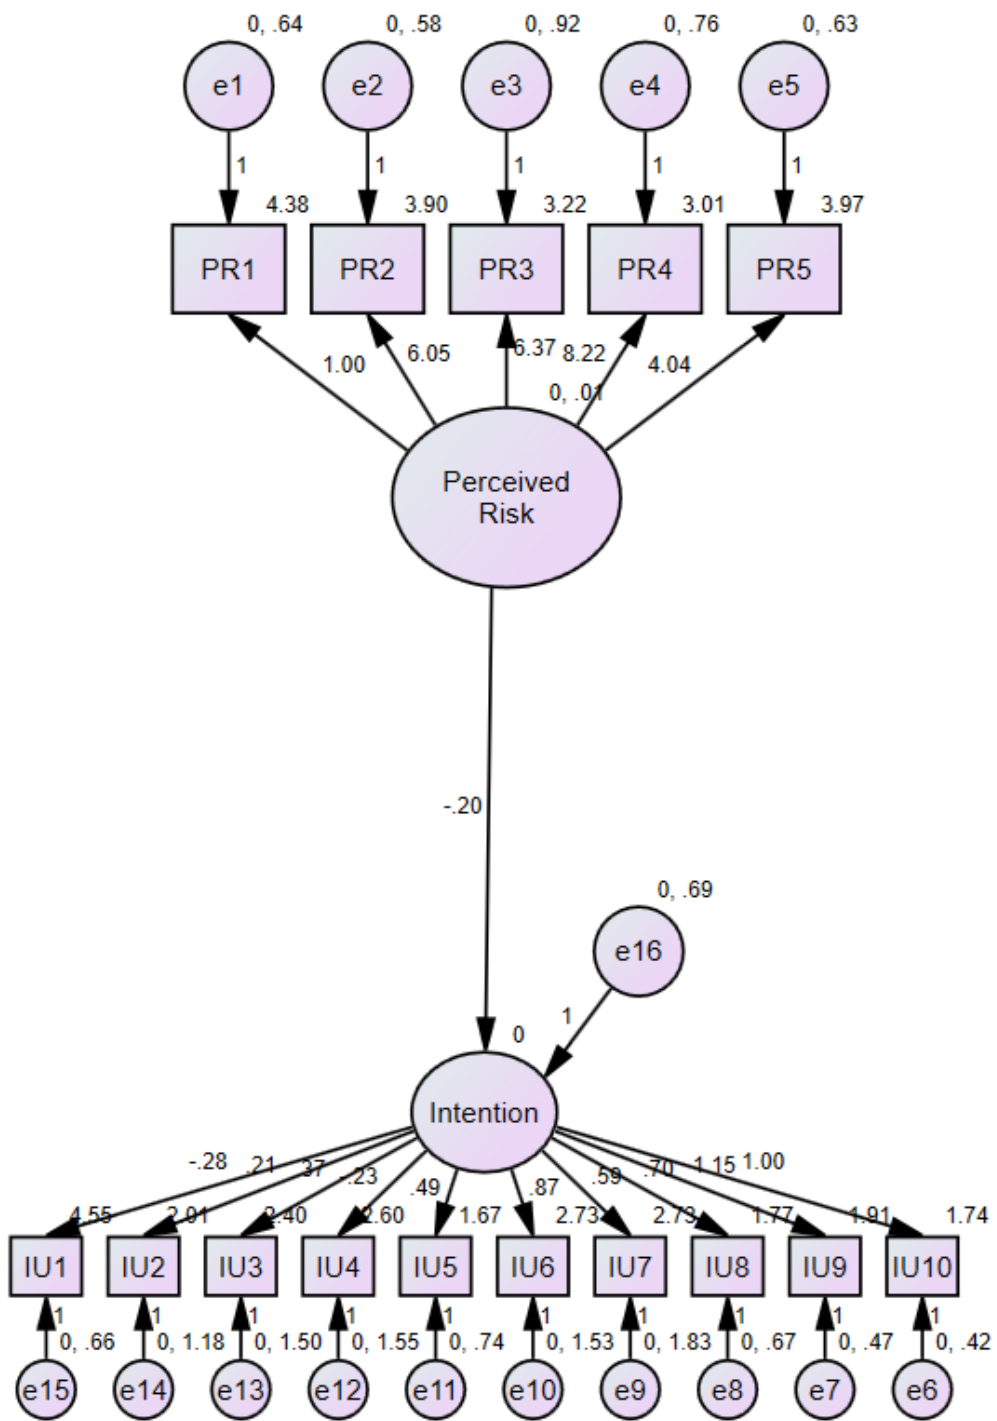 0, .64
0, .58
0, .92
0, .76
0, .63
e1
e2
e3
e4
e5
1
1
1
1
1
4.38
3.90
3.22
3.01
3.97
PR1
PR2
PR3
PR4
PR5
1.00
6.05
6.37
8.22
4.04
0, .01
Perceived
Risk
-.20
0, .69
e16
1
0
Intention
-.28
.21
.37
-.23
.49
.87
.59
.70
1.15
1.00
4.55
2.01
2.40
2.60
1.67
2.73
2.73
1.77
1.91
1.74
IU1
IU2
IU3
IU4
IU5
IU6
IU7
IU8
IU9
IU10
1
1
1
1
1
1
1
1
1
1
0, .66
0, 1.18
0, 1.50
0, 1.55
0, .74
0, 1.53
0, 1.83
0, .67
0, .47
0, .42
e15
e14
e13
e12
e11
e10
e9
e8
e7
e6